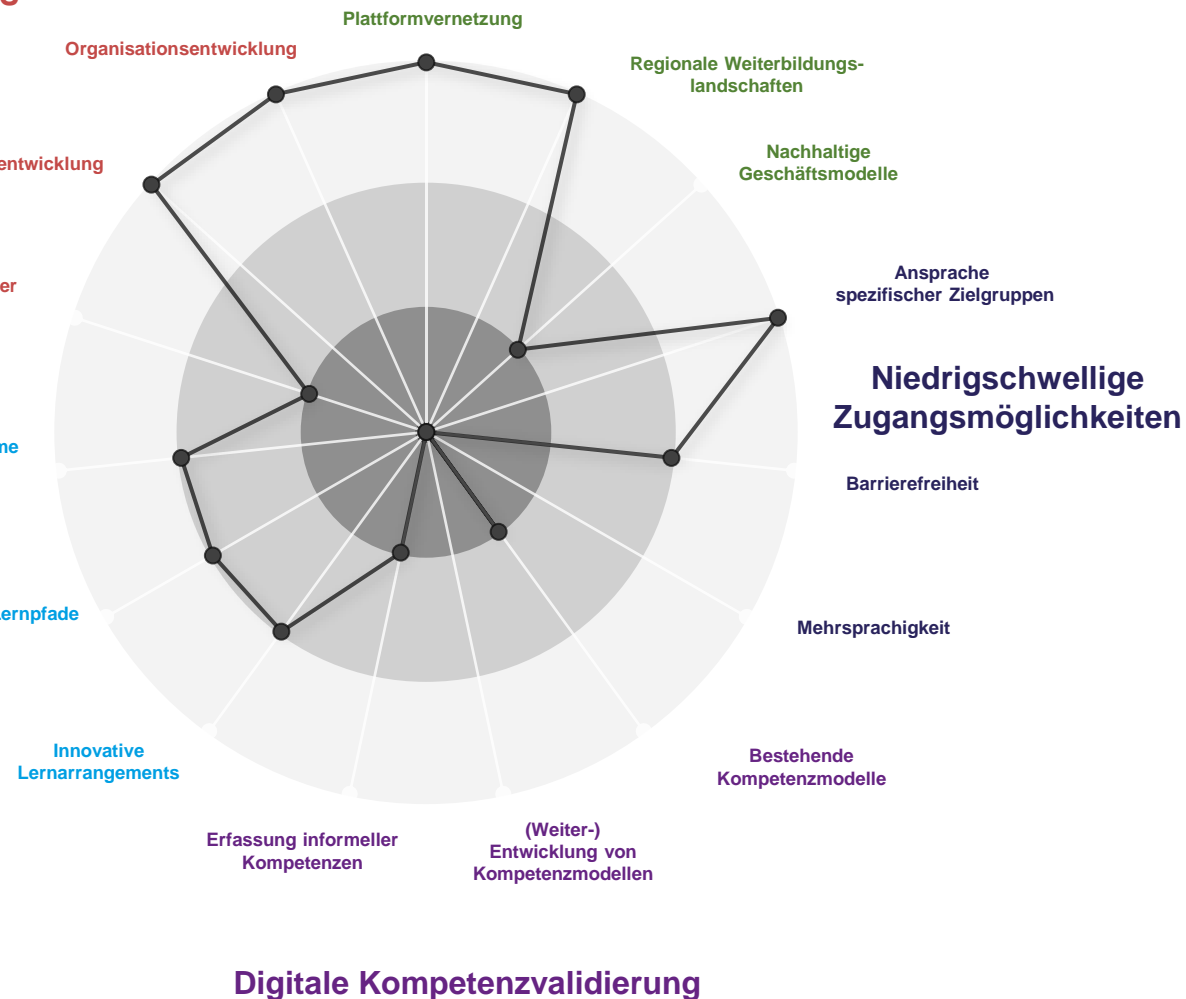 Plattformvernetzung
Organisationsentwicklung
Regionale Weiterbildungs-
landschaften
entwicklung
Nachhaltige
Geschäftsmodelle
Ansprache
spezifischer Zielgruppen
er
Niedrigschwellige
Zugangsmöglichkeiten
me
Barrierefreiheit
ernpfade
Mehrsprachigkeit
Innovative
Lernarrangements
Bestehende
Kompetenzmodelle
Erfassung informeller
Kompetenzen
(Weiter-)
Entwicklung von
Kompetenzmodellen
Digitale Kompetenzvalidierung